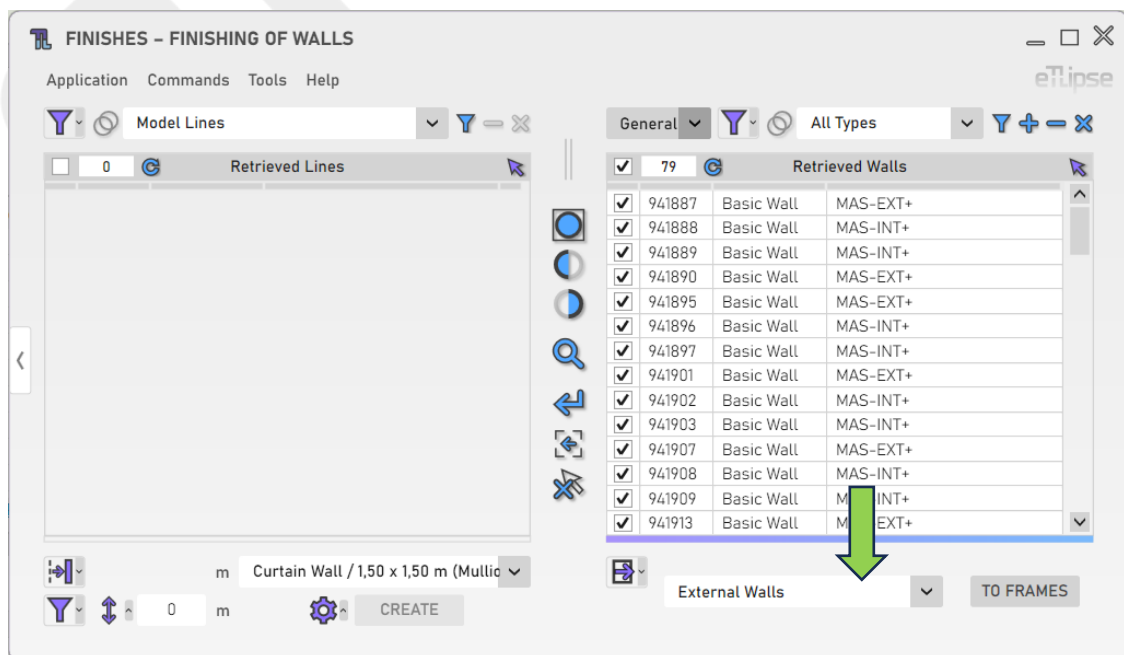 FINISHES – FINISHING OF WALLS
Application Commands Tools Help
eTLipse
Model Lines
General All Types
0 Retrieved Lines
79 Retrieved Walls
941887 Basic Wall MAS-EXT+
941888 Basic Wall MAS-INT+
941889 Basic Wall MAS-INT+
941890 Basic Wall MAS-EXT+
941895 Basic Wall MAS-EXT+
941896 Basic Wall MAS-INT+
941897 Basic Wall MAS-INT+
941901 Basic Wall MAS-EXT+
941902 Basic Wall MAS-INT+
941903 Basic Wall MAS-INT+
941907 Basic Wall MAS-EXT+
941908 Basic Wall MAS-INT+
941909 Basic Wall M INT+
941913 Basic Wall M EXT+
m Curtain Wall / 1,50 x 1,50 m (Mullio
External Walls TO FRAMES
0 m CREATE